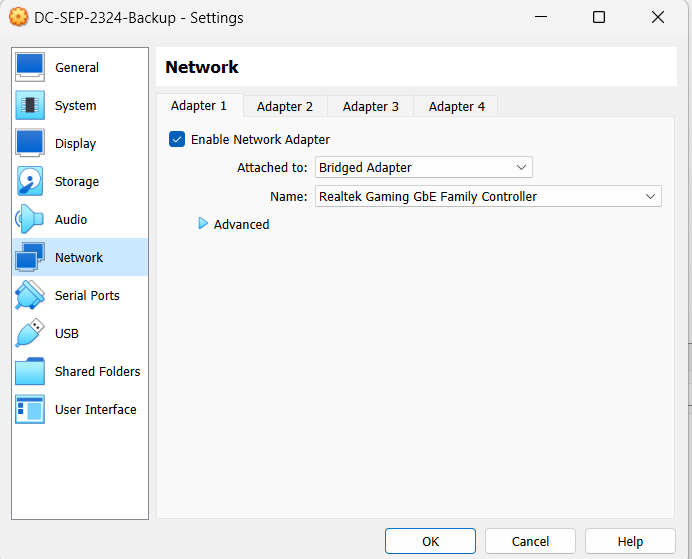 DC-SEP-2324-Backup - Settings
General
System
Display
Storage
Audio
Network
Serial Ports
USB
Shared Folders
User Interface
Network
Adapter 1 Adapter 2 Adapter 3 Adapter 4
Enable Network Adapter
Attached to: Bridged Adapter
Name: Realtek Gaming GbE Family Controller
Advanced
OK Cancel Help